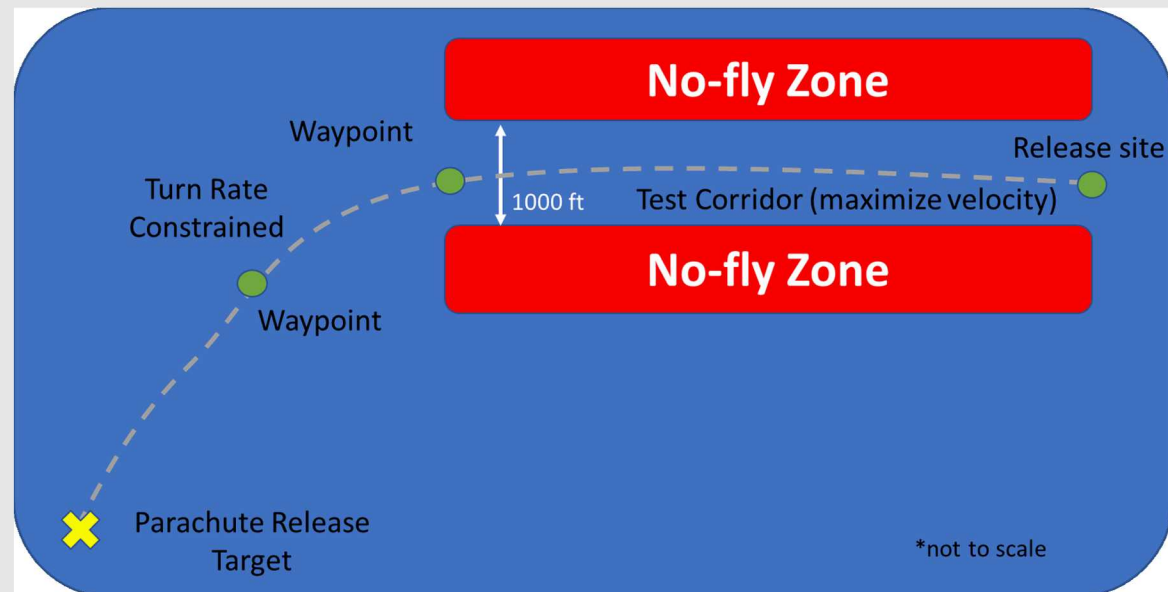 No-fly Zone
Waypoint
Release site
Turn Rate
Constrained
1000 ft
Test Corridor (maximize velocity)
No-fly Zone
Waypoint
Parachute Release
Target
*not to scale